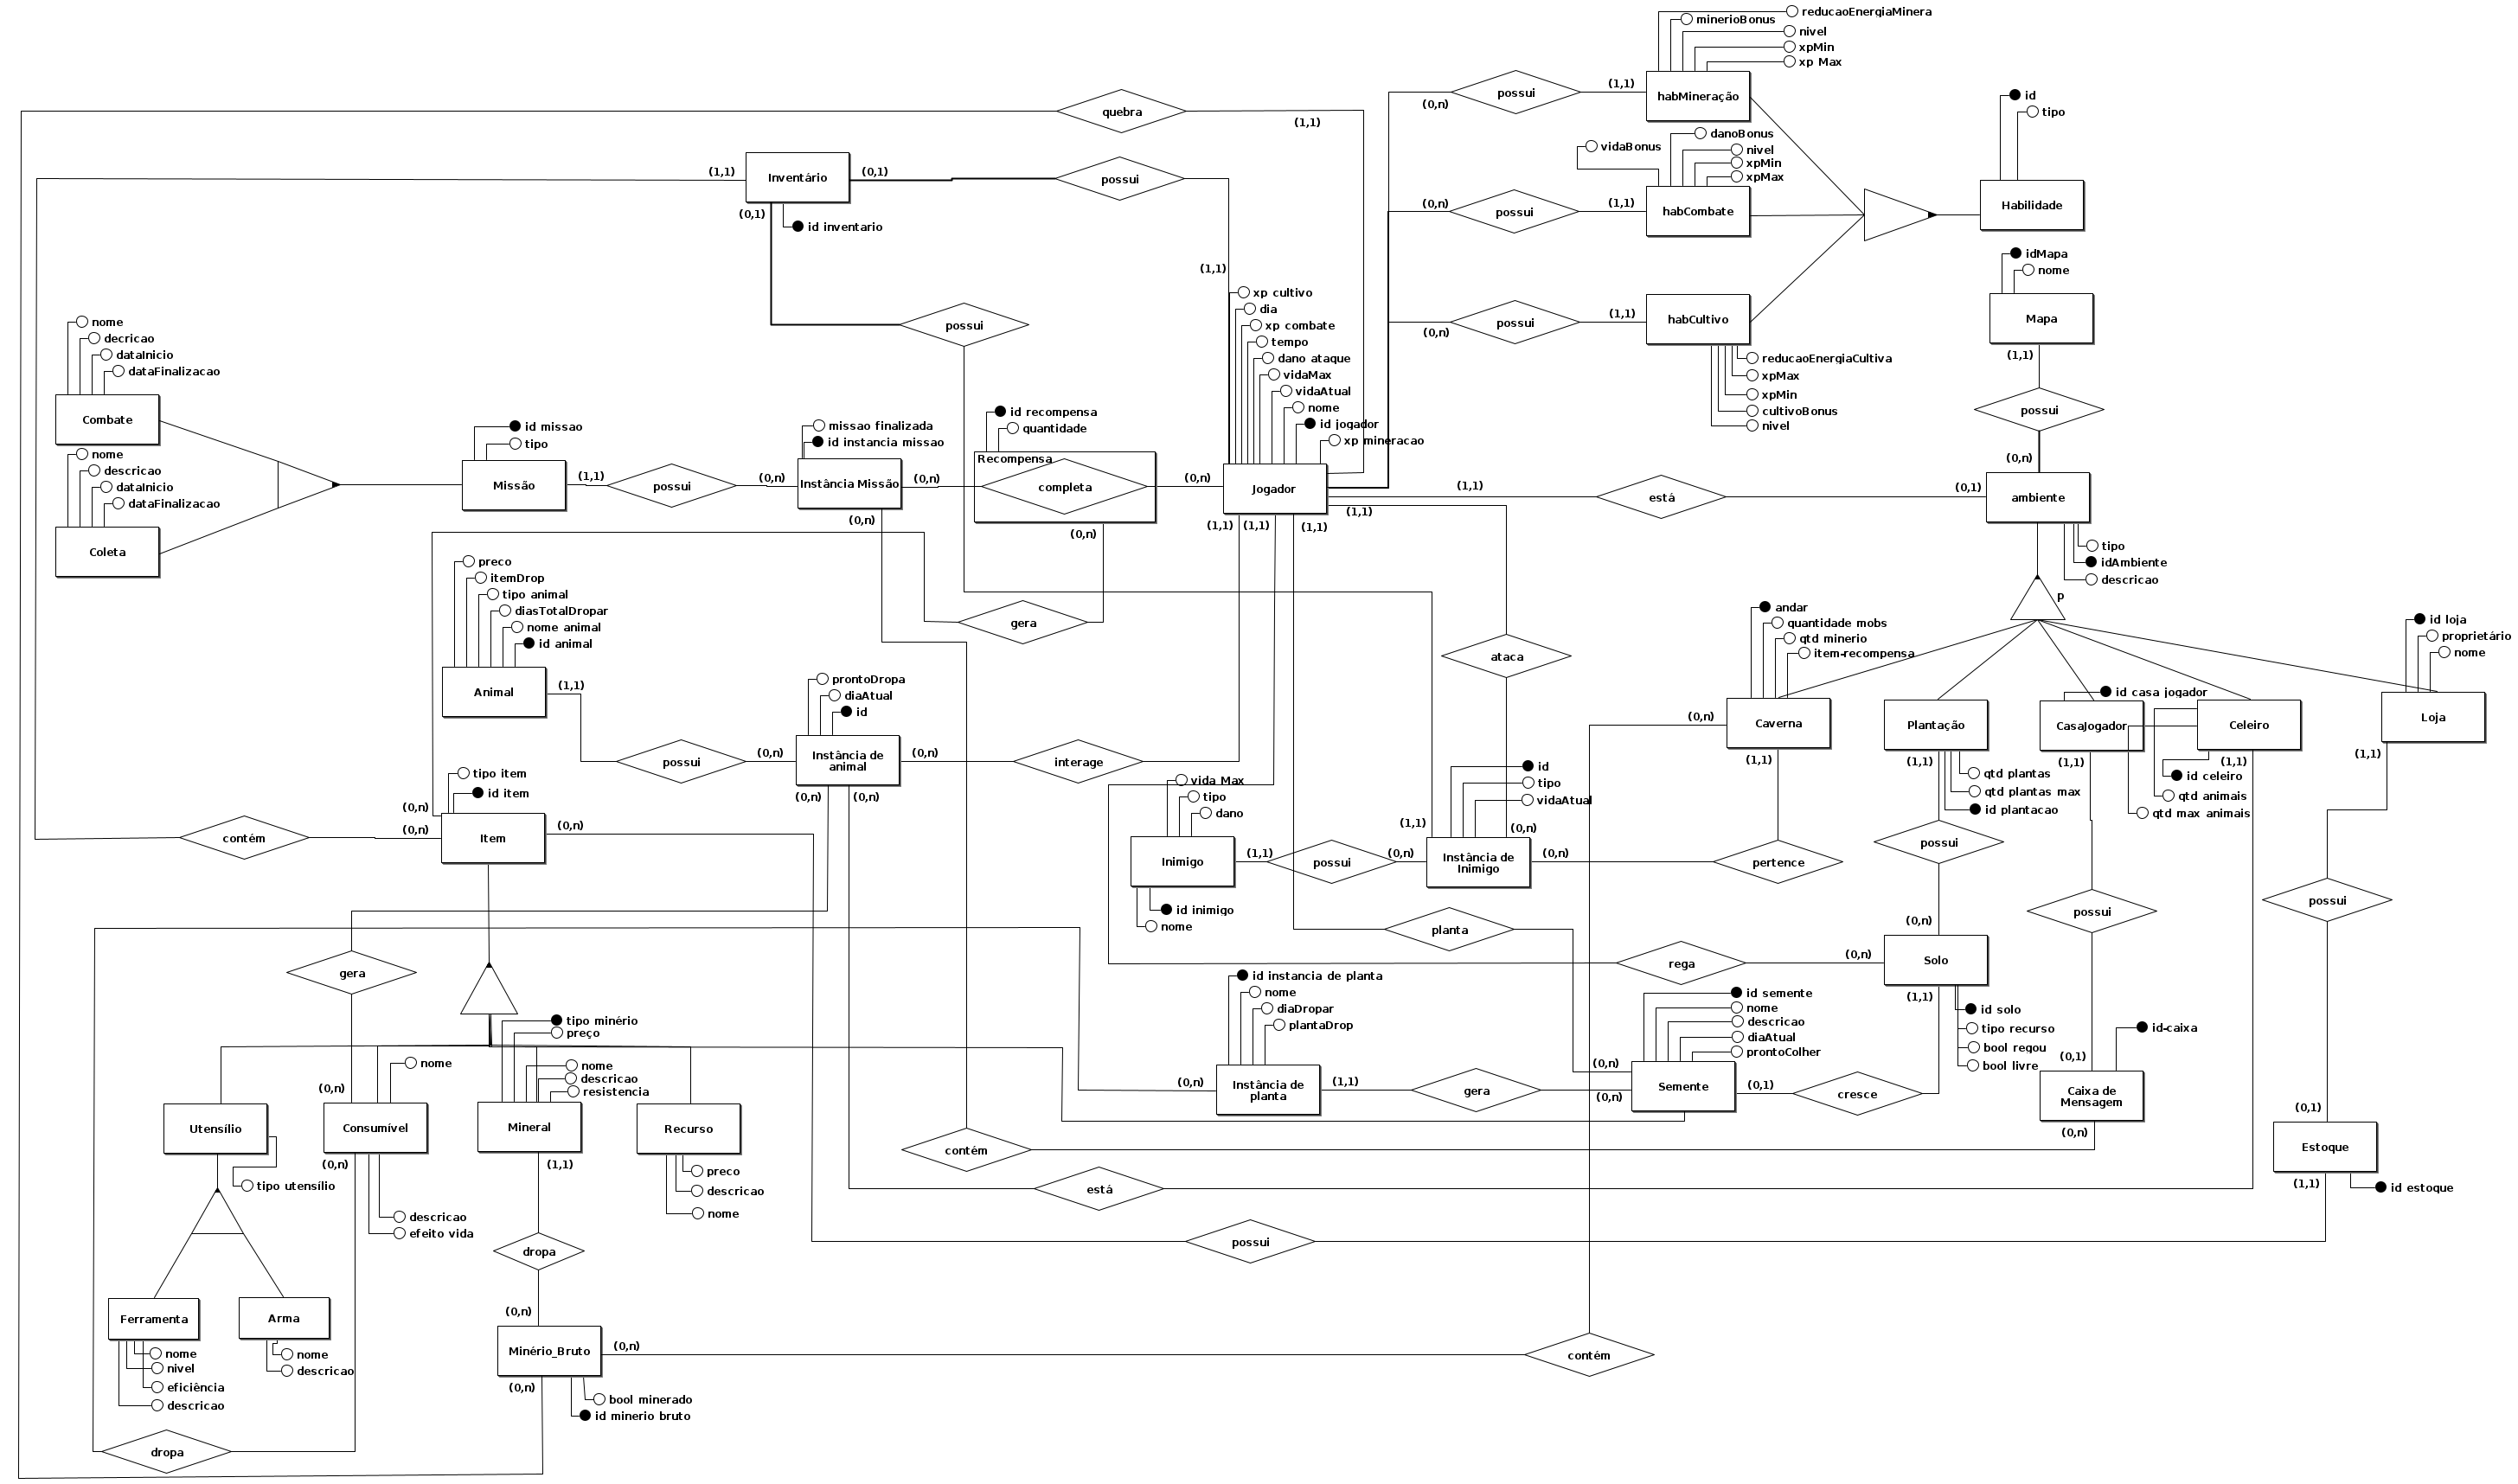 reducaoEnergiaMinera
minerioBonus
nivel
xpMin
xp Max
possui
(1,1)
(0,n)
habMineração
quebra
(1,1)
id
tipo
danoBonus
vidaBonus
nivel
xpMin
xpMax
(1,1)
Inventário
(0,1)
possui
(0,1)
id inventario
(0,n)
possui
(1,1)
habCombate
Habilidade
(1,1)
idMapa
nome
xp cultivo
dia
xp combate
tempo
dano ataque
vidaMax
vidaAtual
nome
id jogador
xp mineracao
possui
(0,n)
possui
(1,1)
habCultivo
Mapa
(1,1)
reducaoEnergiaCultiva
xpMax
xpMin
cultivoBonus
nivel
nome
decricao
dataInicio
dataFinalizacao
Combate
nome
descricao
dataInicio
dataFinalizacao
Coleta
id missao
tipo
Missão
(1,1)
possui
(0,n)
missao finalizada
id instancia missao
Instância Missão
(0,n)
(0,n)
id recompensa
quantidade
Recompensa
completa
(0,n)
(0,n)
Jogador
(1,1)
(1,1)
(1,1)
(1,1)
(1,1)
está
(0,1)
possui
(0,n)
ambiente
tipo
idAmbiente
descricao
p
preco
itemDrop
tipo animal
diasTotalDropar
nome animal
id animal
Animal
(1,1)
gera
ataca
andar
quantidade mobs
qtd minerio
item-recompensa
id loja
proprietário
nome
prontoDropa
diaAtual
id
possui
(0,n)
Instância de
animal
(0,n)
interage
(0,n)
(0,n)
(0,n)
Caverna
(1,1)
Plantação
(1,1)
id casa jogador
CasaJogador
(1,1)
Celeiro
(1,1)
Loja
(1,1)
qtd plantas
qtd plantas max
id plantacao
id celeiro
qtd animais
qtd max animais
tipo item
id item
(0,n)
contém
(0,n)
Item
(0,n)
vida Max
tipo
dano
Inimigo
(1,1)
possui
(0,n)
id inimigo
nome
id
tipo
vidaAtual
(1,1)
(0,n)
Instância de
Inimigo
(0,n)
pertence
possui
possui
possui
planta
(0,n)
rega
(0,n)
Solo
(1,1)
id solo
tipo recurso
bool regou
bool livre
gera
id instancia de planta
nome
diaDropar
plantaDrop
id semente
nome
descricao
diaAtual
prontoColher
id-caixa
tipo minério
preço
nome
descricao
resistencia
nome
(0,n)
(0,n)
Instância de
planta
(1,1)
gera
(0,n)
(0,n)
Semente
(0,1)
cresce
(0,1)
Caixa de
Mensagem
(0,n)
(0,1)
Utensílio
Consumível
(0,n)
Mineral
(1,1)
Recurso
contém
Estoque
(1,1)
id estoque
tipo utensílio
preco
descricao
nome
está
descricao
efeito vida
dropa
possui
(0,n)
Ferramenta
Arma
Minério_Bruto
(0,n)
(0,n)
contém
nome
nivel
eficiência
descricao
nome
descricao
bool minerado
id minerio bruto
dropa